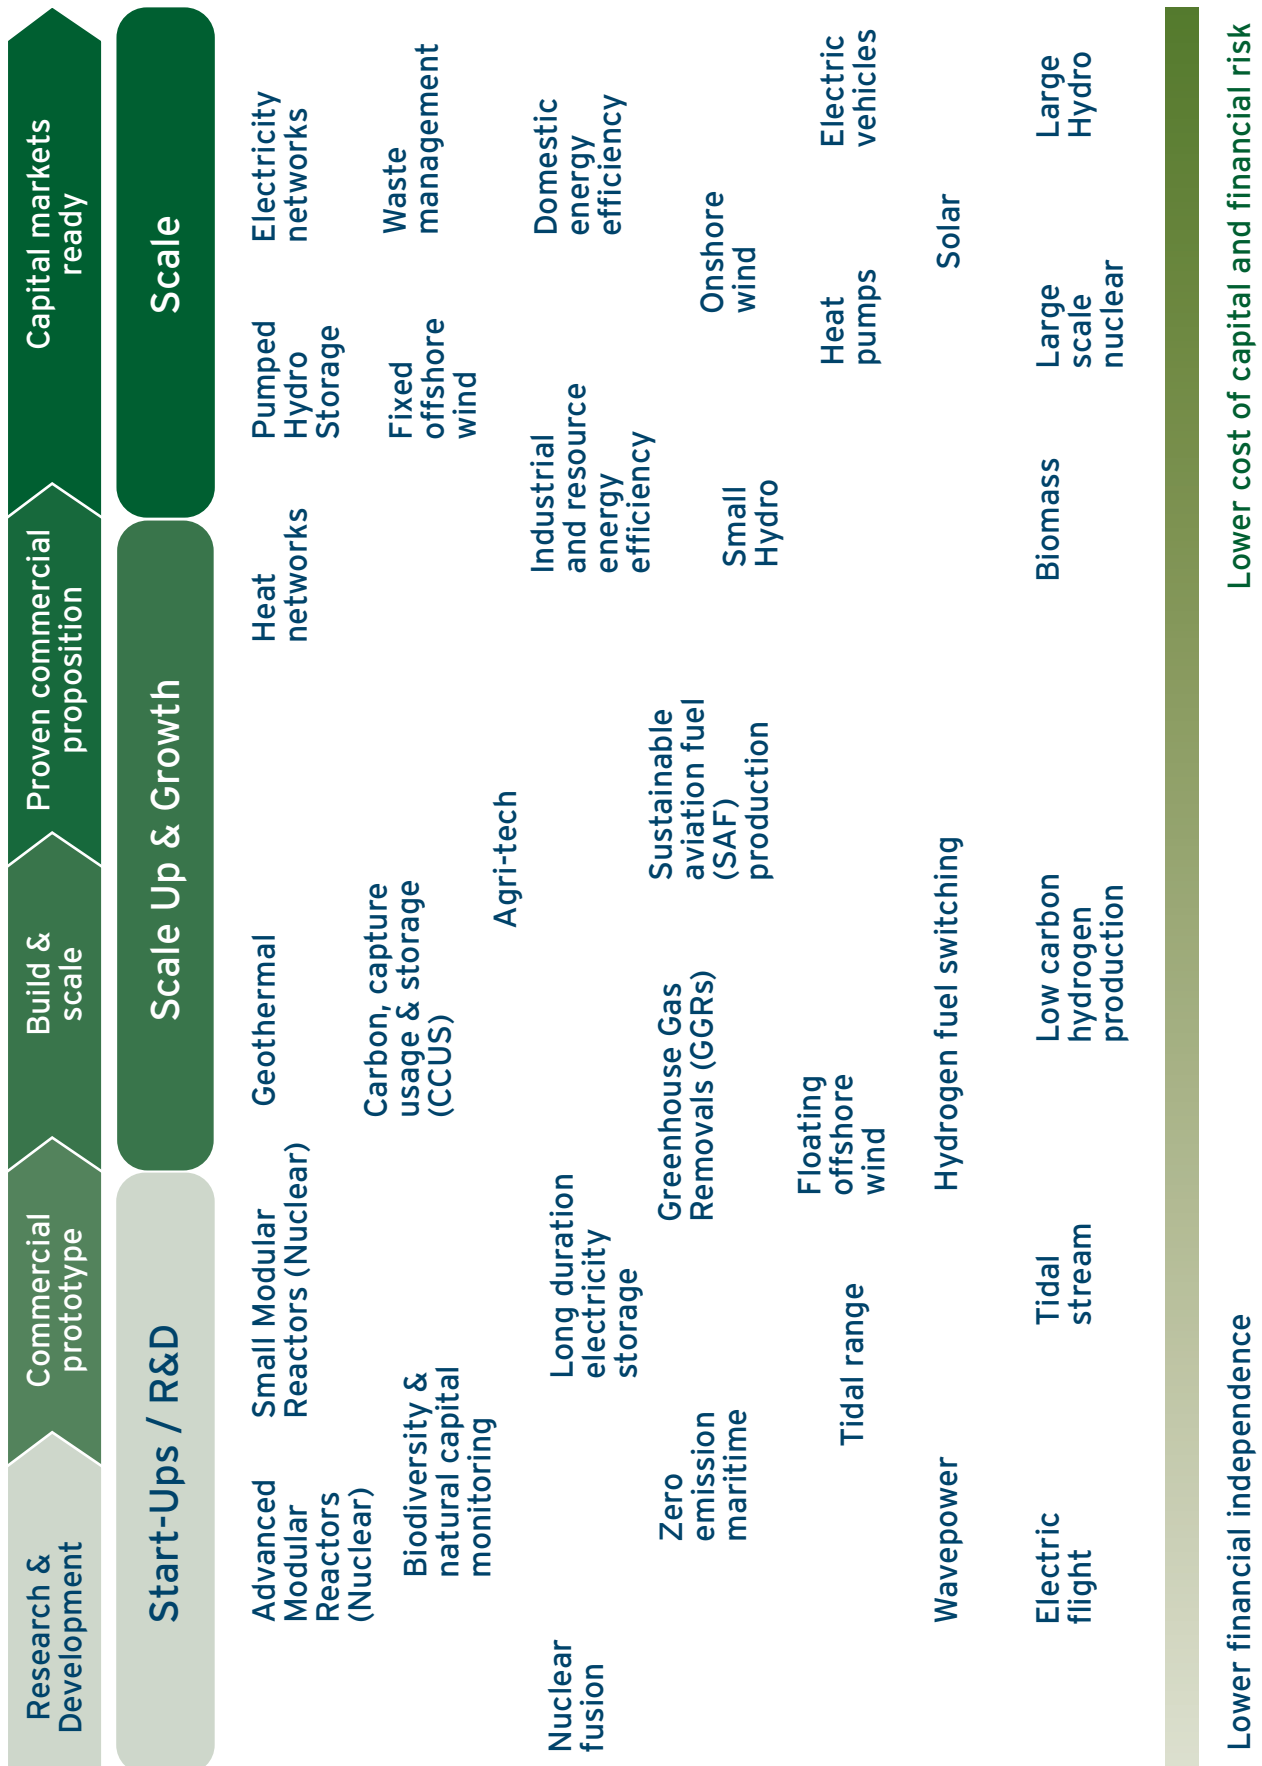 Research &
Development
Commercial
prototype
Build &
scale
Proven commercial
proposition
Capital markets
ready
Start-Ups / R&D
Scale Up & Growth
Scale
Advanced
Modular
Reactors
(Nuclear)
Small Modular
Reactors (Nuclear)
Geothermal
Heat
networks
Pumped
Hydro
Storage
Electricity
networks
Biodiversity &
natural capital
monitoring
Carbon, capture
usage & storage
(CCUS)
Fixed
offshore
wind
Waste
management
Agri-tech
Nuclear
fusion
Long duration
electricity
storage
Industrial
and resource
energy
efficiency
Domestic
energy
efficiency
Zero
emission
maritime
Greenhouse Gas
Removals (GGRs)
Sustainable
aviation fuel
(SAF)
production
Small
Hydro
Onshore
wind
Tidal range
Floating
offshore
wind
Heat
pumps
Electric
vehicles
Wavepower
Hydrogen fuel switching
Solar
Electric
flight
Tidal
stream
Low carbon
hydrogen
production
Biomass
Large
scale
nuclear
Large
Hydro
Lower financial independence
Lower cost of capital and financial risk